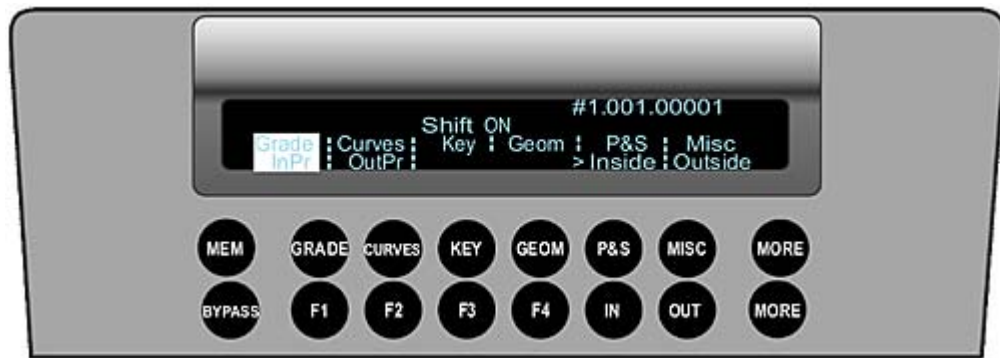 #1.001.00001
Shift ON
Grade ¦ Curves ¦ Key ¦ Geom ¦ P&S ¦ Misc
InPr ¦ OutPr ¦ > Inside ¦ Outside
MEM GRADE CURVES KEY GEOM P&S MISC MORE
BYPASS F1 F2 F3 F4 IN OUT MORE